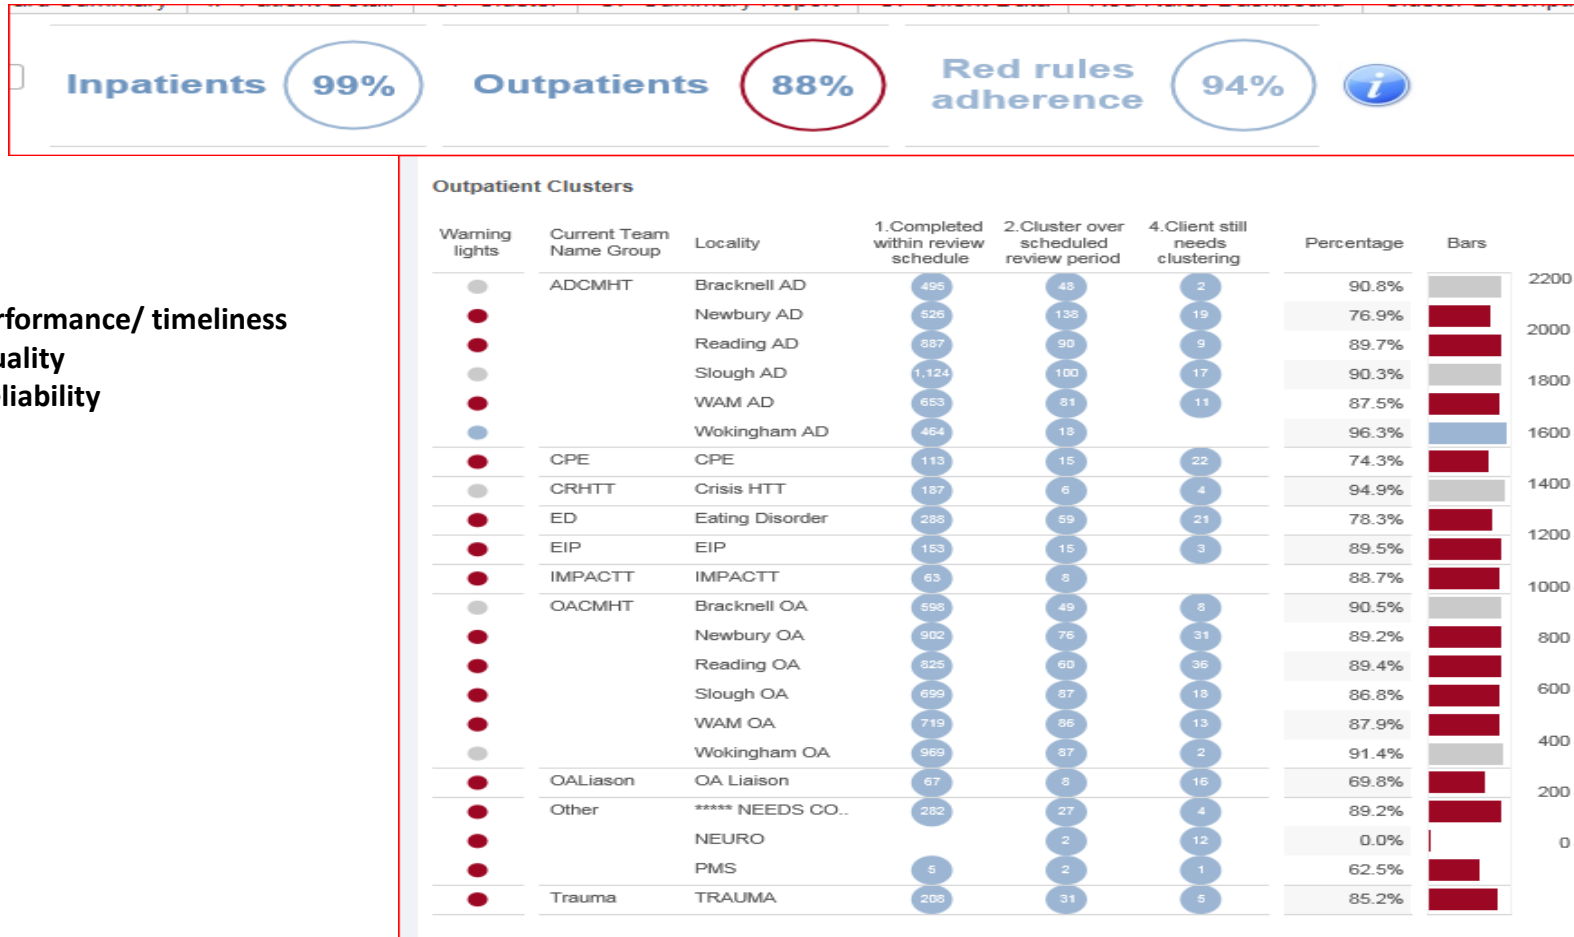 Inpatients 99% Outpatients 88% Red rules adherence 94% i
rformance/ timeliness
uality
eliability
Outpatient Clusters
Warning lights Current Team Name Group Locality 1.Completed within review schedule 2.Cluster over scheduled review period 4.Client still needs clustering Percentage Bars
ADCMHT Bracknell AD 495 48 2 90.8%
Newbury AD 526 138 19 76.9%
Reading AD 887 90 9 89.7%
Slough AD 1,124 100 17 90.3%
WAM AD 653 81 11 87.5%
Wokingham AD 464 18 96.3%
CPE CPE 113 15 22 74.3%
CRHTT Crisis HTT 187 6 4 94.9%
ED Eating Disorder 288 59 21 78.3%
EIP EIP 153 15 3 89.5%
IMPACTT IMPACTT 63 8 88.7%
OACMHT Bracknell OA 598 49 8 90.5%
Newbury OA 902 76 31 89.2%
Reading OA 825 60 36 89.4%
Slough OA 699 87 18 86.8%
WAM OA 719 86 13 87.9%
Wokingham OA 969 87 2 91.4%
OALiason OA Liaison 67 8 16 69.8%
Other ***** NEEDS CO.. 282 27 4 89.2%
NEURO 2 12 0.0%
PMS 5 2 1 62.5%
Trauma TRAUMA 208 31 5 85.2%
2200
2000
1800
1600
1400
1200
1000
800
600
400
200
0